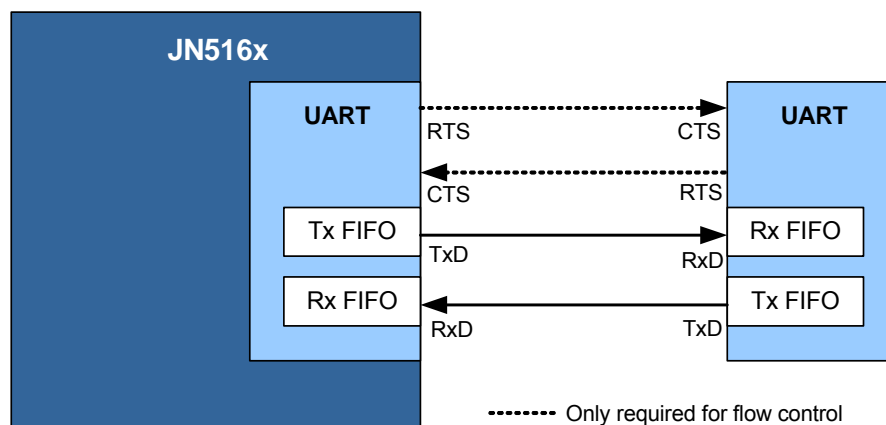 JN516x
UART
UART
RTS
CTS
CTS
RTS
Tx FIFO
Rx FIFO
TxD
RxD
Rx FIFO
Tx FIFO
RxD
TxD
Only required for flow control